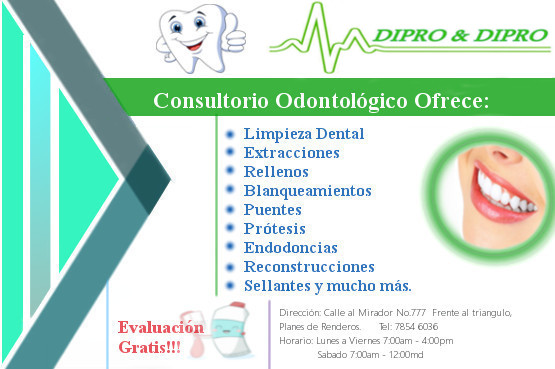 DIPRO & DIPRO
Consultorio Odontológico Ofrece:
Limpieza Dental
Extracciones
Rellenos
Blanqueamientos
Puentes
Prótesis
Endodoncias
Reconstrucciones
Sellantes y mucho más.
Evaluación
Gratis!!!
Dirección: Calle al Mirador No.777 Frente al triangulo,
Planes de Renderos. Tel: 7854 6036
Horario: Lunes a Viernes 7:00am - 4:00pm
Sabado 7:00am - 12:00md